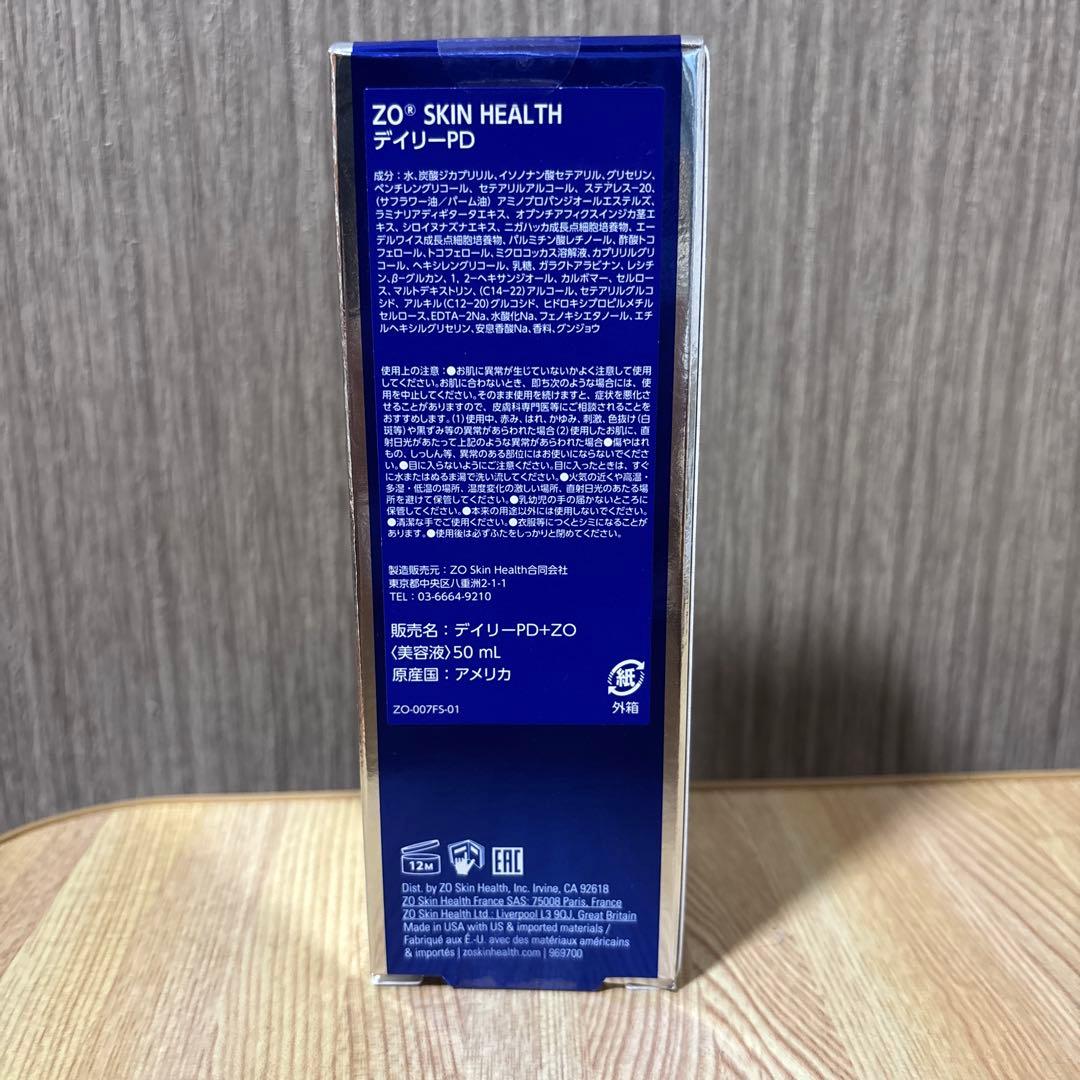 ZO® SKIN HEALTH
デイリーPD
成分：水、炭酸ジカプリリル、イソノナン酸セテアリル、グリセリン、
ペンチレングリコール、セテアリルアルコール、ステアレス-20、
(サフラワー油／パーム油) アミノプロパンジオールエステルズ、
ラミナリアディギタータエキス、オプンチアフィクスインジカ茎エ
キス、シロイヌナズナエキス、ニガハッカ成長点細胞培養物、エー
デルワイス成長点細胞培養物、パルミチン酸レチノール、酢酸トコ
フェロール、トコフェロール、ミクロコッカス溶解液、カプリリルグリ
コール、ヘキシレングリコール、乳糖、ガラクトアラビナン、レシチ
ン、β-グルカン、1，2-ヘキサンジオール、カルボマー、セルロー
ス、マルトデキストリン、(C14-22)アルコール、セテアリルグルコ
シド、アルキル(C12-20)グルコシド、ヒドロキシプロピルメチル
セルロース、EDTA-2Na、水酸化Na、フェノキシエタノール、エチ
ルヘキシルグリセリン、安息香酸Na、香料、グンジョウ
使用上の注意：●お肌に異常が生じていないかよく注意して使用
してください。お肌に合わないとき、即ち次のような場合には、使
用を中止してください。そのまま使用を続けますと、症状を悪化さ
せることがありますので、皮膚科専門医等にご相談されることを
おすすめします。(1)使用中、赤み、はれ、かゆみ、刺激、色抜け(白
斑等)や黒ずみ等の異常があらわれた場合(2)使用したお肌に、直
射日光があたって上記のような異常があらわれた場合●傷やはれ
もの、しっしん等、異常のある部位にはお使いにならないでくださ
い。●目に入らないようにご注意ください。目に入ったときは、すぐ
に水またはぬるま湯で洗い流してください。●火気の近くや高温・
多湿・低温の場所、温度変化の激しい場所、直射日光のあたる場
所を避けて保管してください。●乳幼児の手の届かないところに
保管してください。●本来の用途以外には使用しないでください。
●清潔な手でご使用ください。●衣服等につくとシミになることが
あります。●使用後は必ずふたをしっかりと閉めてください。
製造販売元：ZO Skin Health合同会社
東京都中央区八重洲2-1-1
TEL：03-6664-9210
販売名：デイリーPD+ZO
〈美容液〉50 mL
原産国：アメリカ
紙
ZO-007FS-01 外箱
12M EAC
Dist. by ZO Skin Health, Inc. Irvine, CA 92618
ZO Skin Health France SAS: 75008 Paris, France
ZO Skin Health Ltd.: Liverpool L3 9QJ, Great Britain
Made in USA with US & imported materials /
Fabriqué aux É.-U. avec des matériaux américains
& importés | zoskinhealth.com | 969700